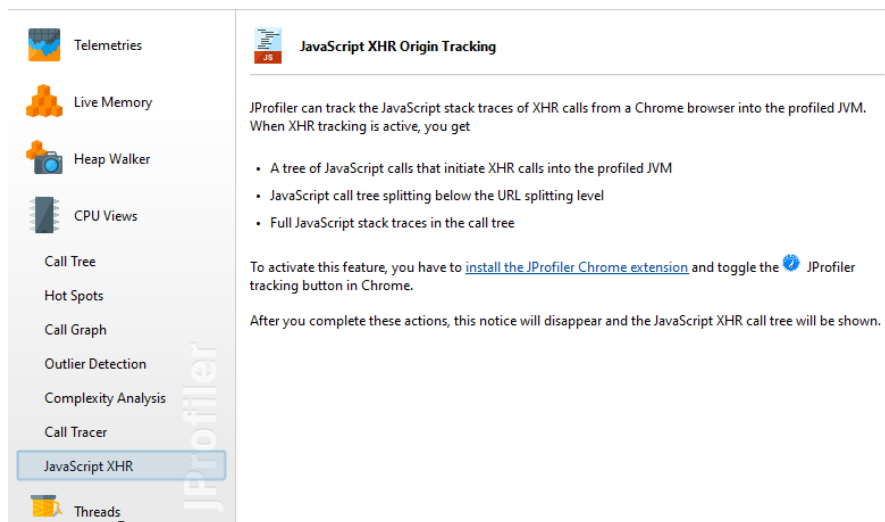 Telemetries
Live Memory
Heap Walker
CPU Views
Call Tree
Hot Spots
Call Graph
Outlier Detection
Complexity Analysis
Call Tracer
JavaScript XHR
Threads
JProfiler
JS
JavaScript XHR Origin Tracking
JProfiler can track the JavaScript stack traces of XHR calls from a Chrome browser into the profiled JVM.
When XHR tracking is active, you get
• A tree of JavaScript calls that initiate XHR calls into the profiled JVM
• JavaScript call tree splitting below the URL splitting level
• Full JavaScript stack traces in the call tree
To activate this feature, you have to install the JProfiler Chrome extension and toggle the JProfiler
tracking button in Chrome.
After you complete these actions, this notice will disappear and the JavaScript XHR call tree will be shown.